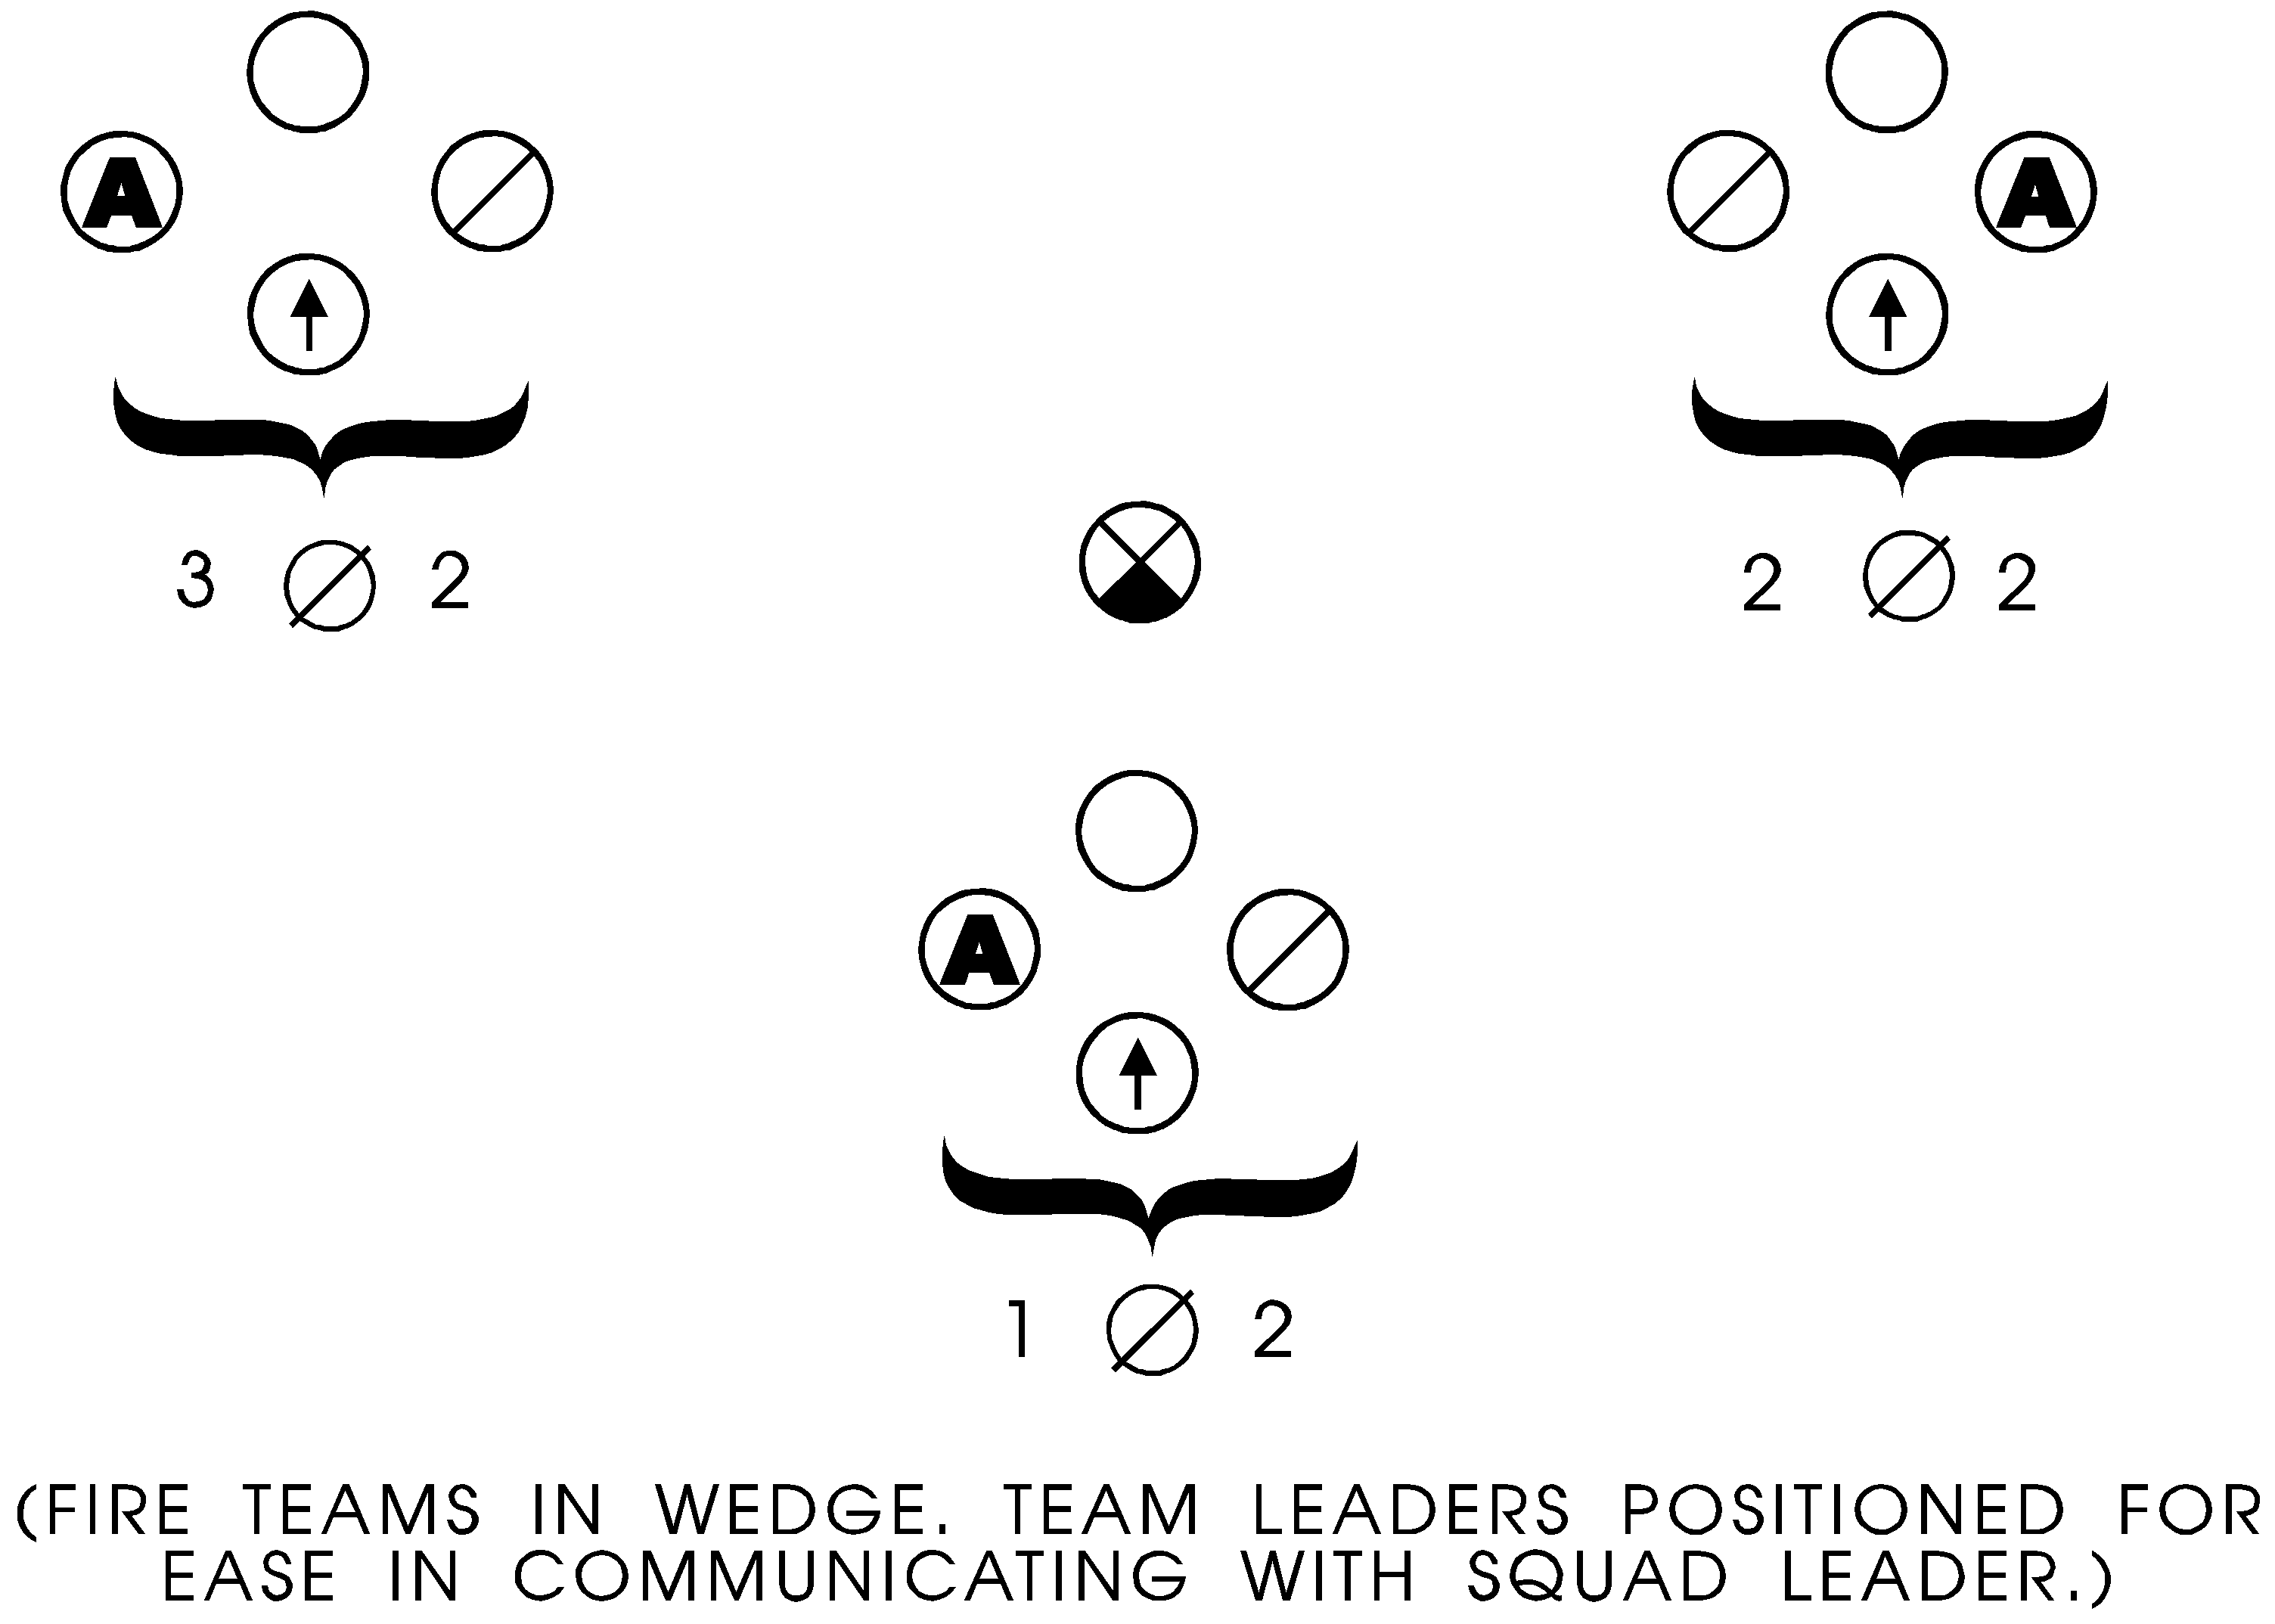 A
A
3 Ø 2
2 Ø 2
A
1 Ø 2
(FIRE TEAMS IN WEDGE. TEAM LEADERS POSITIONED FOR
EASE IN COMMUNICATING WITH SQUAD LEADER.)